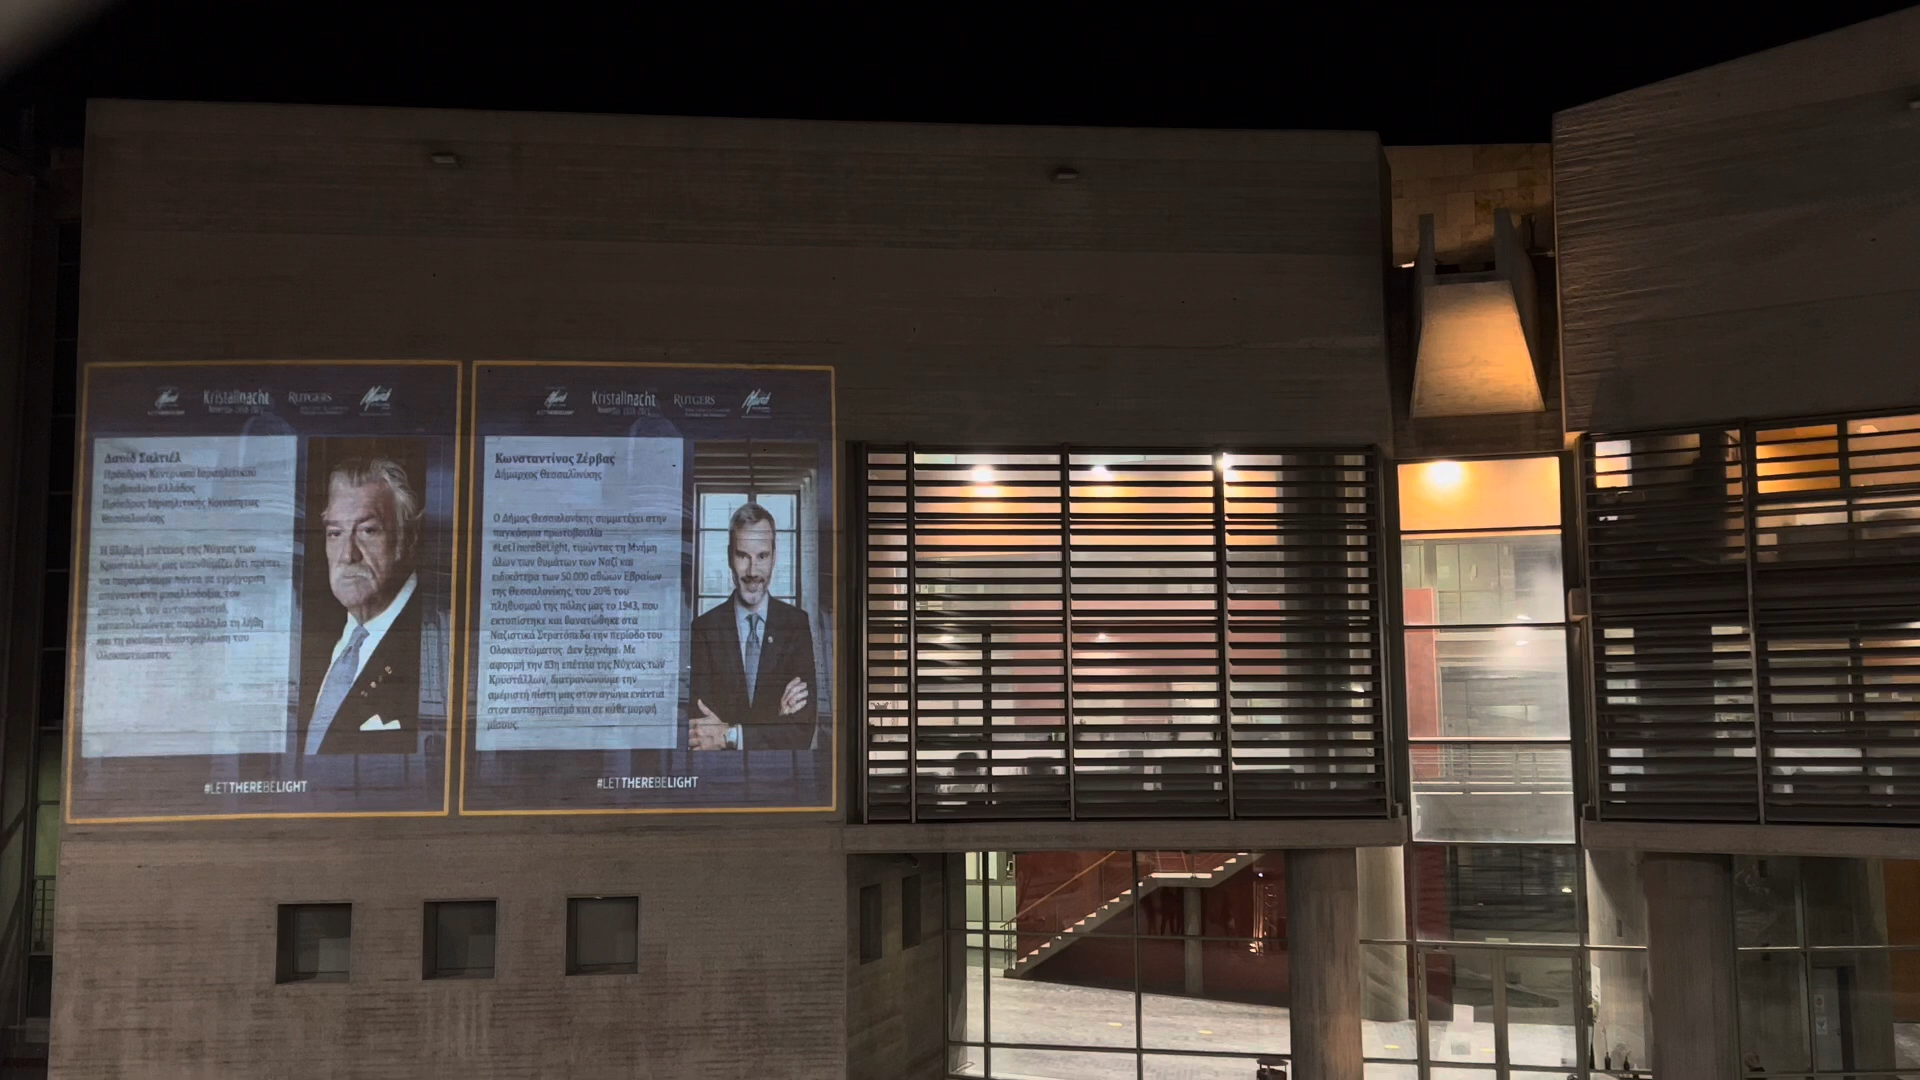 Kristallnacht
RUTGERS
Δαυίδ Σαλτιέλ
Πρόεδρος Κεντρικού Ισραηλιτικού
Συμβουλίου Ελλάδος
Πρόεδρος Ισραηλιτικής Κοινότητας
Θεσσαλονίκης
Η θλιβερή επέτειος της Νύχτας των
Κρυστάλλων, μας υπενθυμίζει ότι πρέπει
να παραμένουμε πάντα σε εγρήγορση
απέναντι στη μισαλλοδοξία, τον
ρατσισμό, τον αντισημιτισμό,
καταπολεμώντας παράλληλα τη λήθη
και τη σκόπιμη διαστρέβλωση του
Ολοκαυτώματος.
#LETTHEREBELIGHT
Kristallnacht
RUTGERS
Κωνσταντίνος Ζέρβας
Δήμαρχος Θεσσαλονίκης
Ο Δήμος Θεσσαλονίκης συμμετέχει στην
παγκόσμια πρωτοβουλία
#LetThereBeLight, τιμώντας τη Μνήμη
όλων των θυμάτων των Ναζί και
ειδικότερα των 50.000 αθώων Εβραίων
της Θεσσαλονίκης, του 20% του
πληθυσμού της πόλης μας το 1943, που
εκτοπίστηκε και θανατώθηκε στα
Ναζιστικά Στρατόπεδα την περίοδο του
Ολοκαυτώματος. Δεν ξεχνάμε. Με
αφορμή την 83η επέτειο της Νύχτας των
Κρυστάλλων, διατρανώνουμε την
αμέριστη πίστη μας στον αγώνα ενάντια
στον αντισημιτισμό και σε κάθε μορφή
μίσους.
#LETTHEREBELIGHT